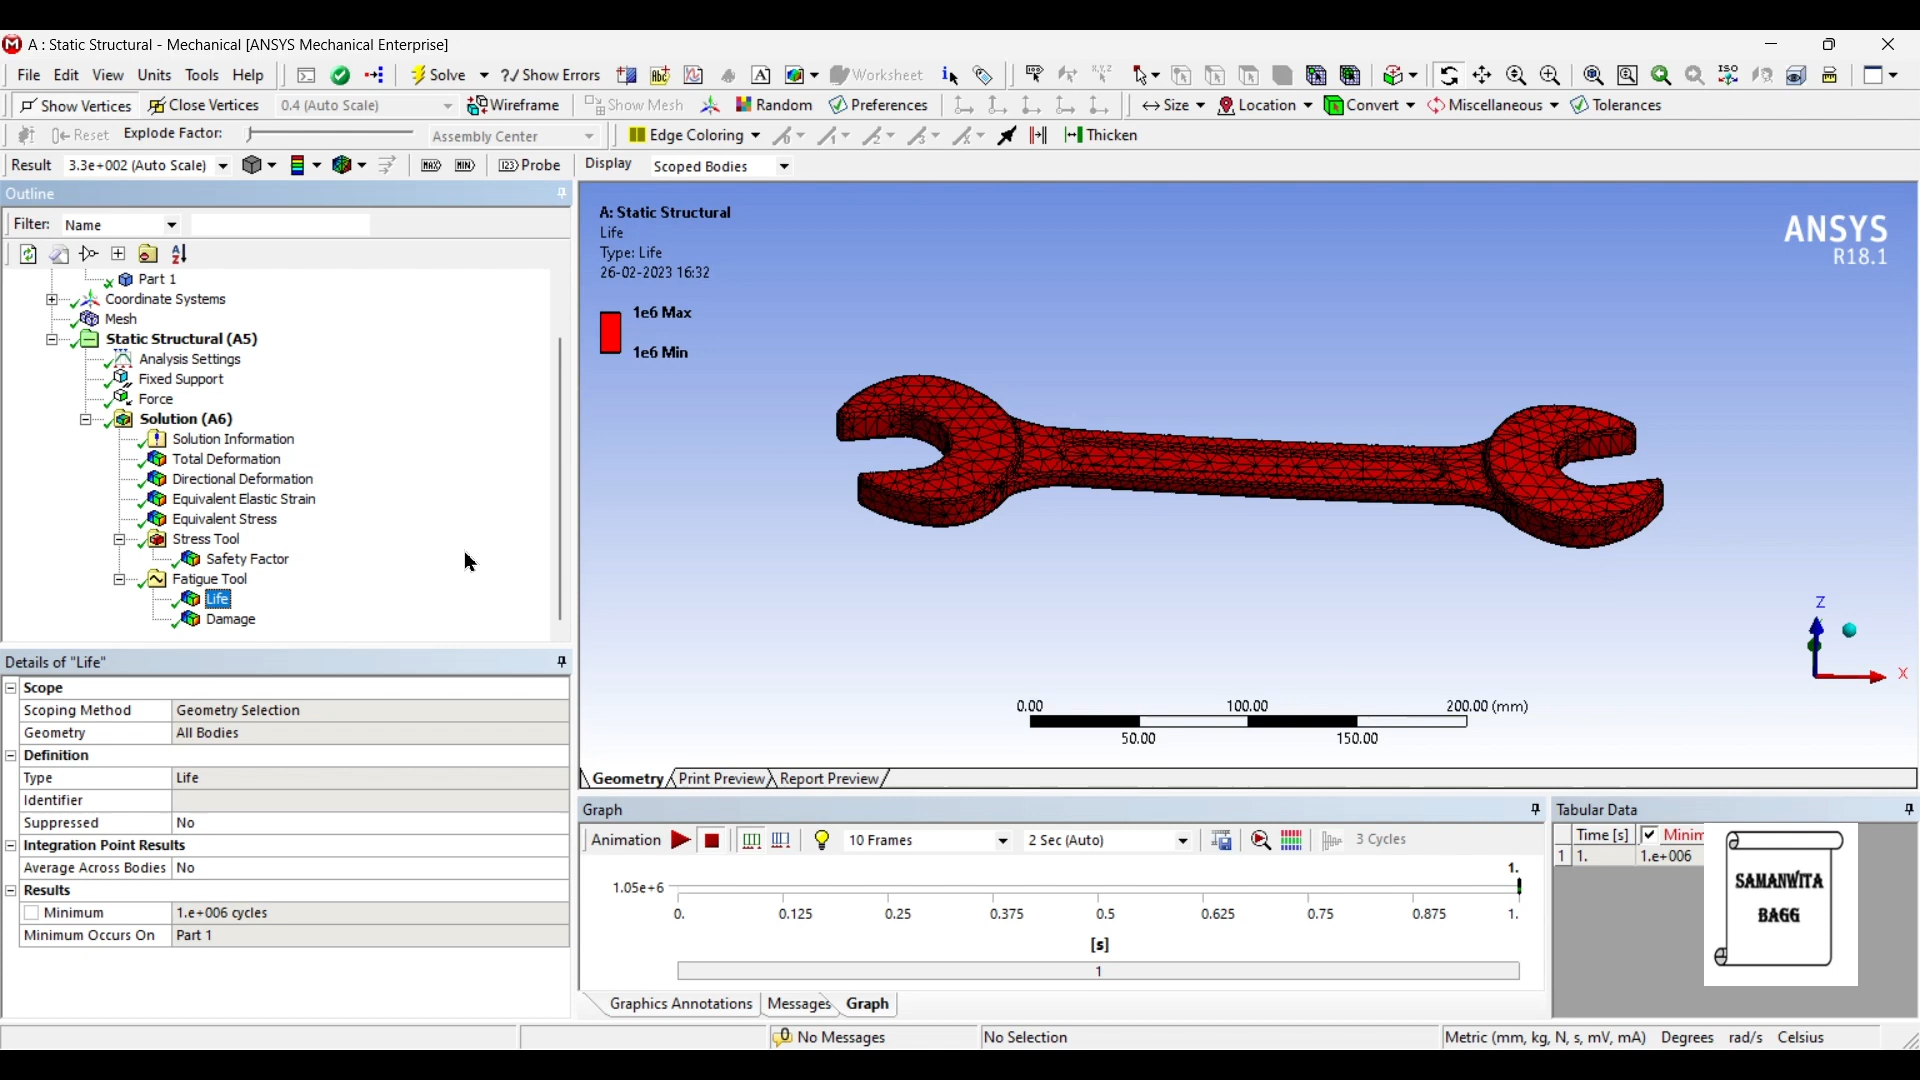 A : Static Structural - Mechanical [ANSYS Mechanical Enterprise]
File Edit View Units Tools Help Solve ?/ Show Errors Worksheet
Show Vertices Close Vertices 0.4 (Auto Scale) Wireframe Show Mesh Random Preferences Size Location Convert Miscellaneous Tolerances
Reset Explode Factor: Assembly Center Edge Coloring Thicken
Result 3.3e+002 (Auto Scale) MAX MIN Probe Display Scoped Bodies
Outline
Filter: Name
Part 1
Coordinate Systems
Mesh
Static Structural (A5)
Analysis Settings
Fixed Support
Force
Solution (A6)
Solution Information
Total Deformation
Directional Deformation
Equivalent Elastic Strain
Equivalent Stress
Stress Tool
Safety Factor
Fatigue Tool
Life
Damage
Details of "Life"
Scope
Scoping Method Geometry Selection
Geometry All Bodies
Definition
Type Life
Identifier
Suppressed No
Integration Point Results
Average Across Bodies No
Results
Minimum 1.e+006 cycles
Minimum Occurs On Part 1
A: Static Structural
Life
Type: Life
26-02-2023 16:32
1e6 Max
1e6 Min
ANSYS
R18.1
Z
X
0.00 100.00 200.00 (mm)
50.00 150.00
Geometry Print Preview Report Preview
Graph
Animation 10 Frames 2 Sec (Auto) 3 Cycles
1.
1.05e+6
0. 0.125 0.25 0.375 0.5 0.625 0.75 0.875 1.
[s]
1
Graphics Annotations Messages Graph
Tabular Data
Time [s] Minim
1 1. 1.e+006
SAMANWITA
BAGG
No Messages No Selection Metric (mm, kg, N, s, mV, mA) Degrees rad/s Celsius